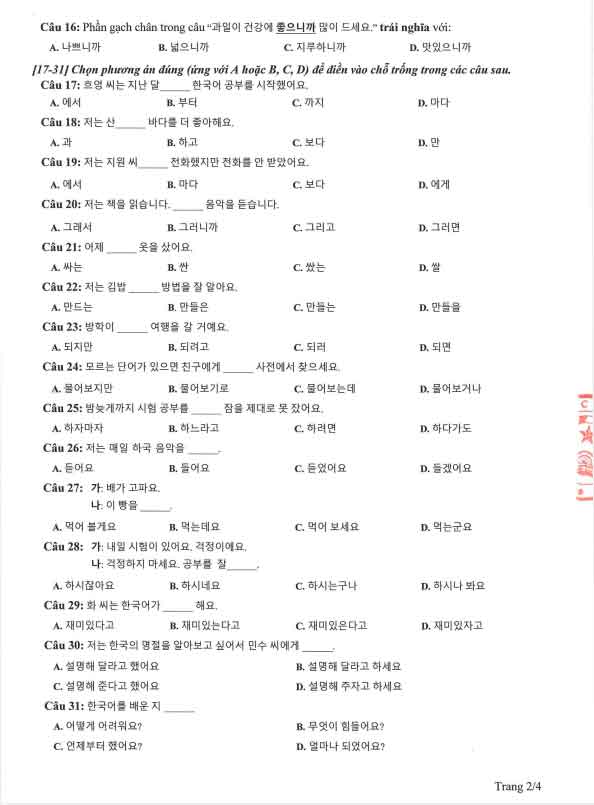 Câu 16: Phần gạch chân trong câu “과일이 건강에 좋으니까 많이 드세요.” trái nghĩa với:
A. 나쁘니까 B. 넓으니까 C. 지루하니까 D. 맛있으니까
[17-31] Chọn phương án đúng (ứng với A hoặc B, C, D) để điền vào chỗ trống trong các câu sau.
Câu 17: 흐엉 씨는 지난 달______ 한국어 공부를 시작했어요.
A. 에서 B. 부터 C. 까지 D. 마다
Câu 18: 저는 산______ 바다를 더 좋아해요.
A. 과 B. 하고 C. 보다 D. 만
Câu 19: 저는 지원 씨______ 전화했지만 전화를 안 받았어요.
A. 에서 B. 마다 C. 보다 D. 에게
Câu 20: 저는 책을 읽습니다. ______ 음악을 듣습니다.
A. 그래서 B. 그러니까 C. 그리고 D. 그러면
Câu 21: 어제 ______ 옷을 샀어요.
A. 싸는 B. 싼 C. 쌌는 D. 쌀
Câu 22: 저는 김밥 ______ 방법을 잘 알아요.
A. 만드는 B. 만들은 C. 만들는 D. 만들을
Câu 23: 방학이 ______ 여행을 갈 거예요.
A. 되지만 B. 되려고 C. 되러 D. 되면
Câu 24: 모르는 단어가 있으면 친구에게 ______ 사전에서 찾으세요.
A. 물어보지만 B. 물어보기로 C. 물어보는데 D. 물어보거나
Câu 25: 밤늦게까지 시험 공부를 ______ 잠을 제대로 못 잤어요.
A. 하자마자 B. 하느라고 C. 하려면 D. 하다가도
Câu 26: 저는 매일 하국 음악을 ______.
A. 듣어요 B. 들어요 C. 듣었어요 D. 들겠어요
Câu 27: 가: 배가 고파요.
나: 이 빵을 ______.
A. 먹어 볼게요 B. 먹는데요 C. 먹어 보세요 D. 먹는군요
Câu 28: 가: 내일 시험이 있어요. 걱정이에요.
나: 걱정하지 마세요. 공부를 잘______.
A. 하시잖아요 B. 하시네요 C. 하시는구나 D. 하시나 봐요
Câu 29: 화 씨는 한국어가 ______ 해요.
A. 재미있다고 B. 재미있는다고 C. 재미있은다고 D. 재미있자고
Câu 30: 저는 한국의 명절을 알아보고 싶어서 민수 씨에게 ______.
A. 설명해 달라고 했어요 B. 설명해 달라고 하세요
C. 설명해 준다고 했어요 D. 설명해 주자고 하세요
Câu 31: 한국어를 배운 지 ______
A. 어떻게 어려워요? B. 무엇이 힘들어요?
C. 언제부터 했어요? D. 얼마나 되었어요?
Trang 2/4